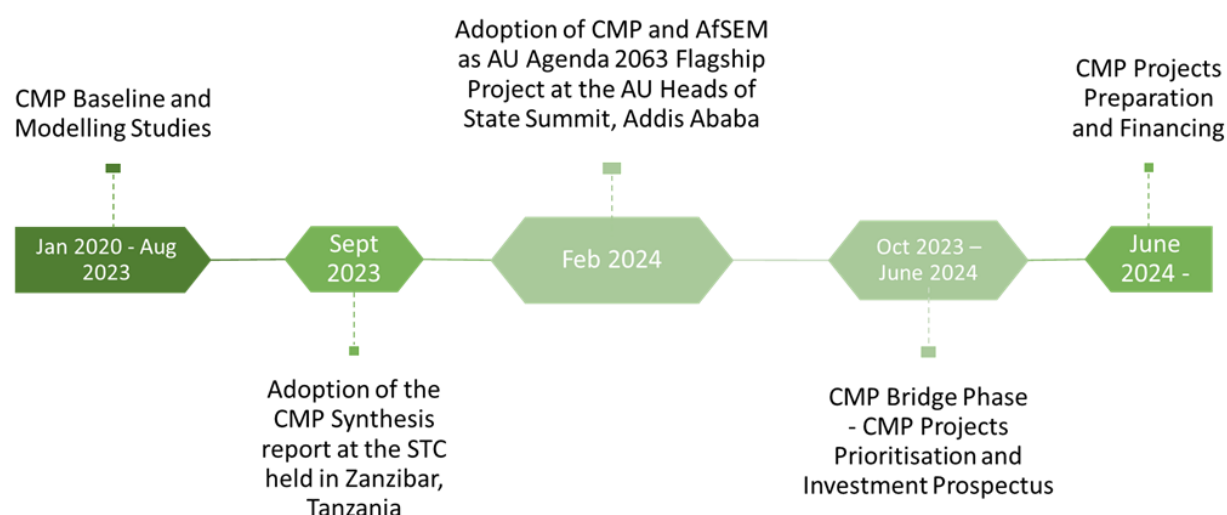 CMP Baseline and
Modelling Studies
Jan 2020 - Aug
2023
Sept
2023
Adoption of the
CMP Synthesis
report at the STC
held in Zanzibar,
Tanzania
Adoption of CMP and AfSEM
as AU Agenda 2063 Flagship
Project at the AU Heads of
State Summit, Addis Ababa
Feb 2024
Oct 2023 –
June 2024
CMP Bridge Phase
- CMP Projects
Prioritisation and
Investment Prospectus
CMP Projects
Preparation
and Financing
June
2024 -